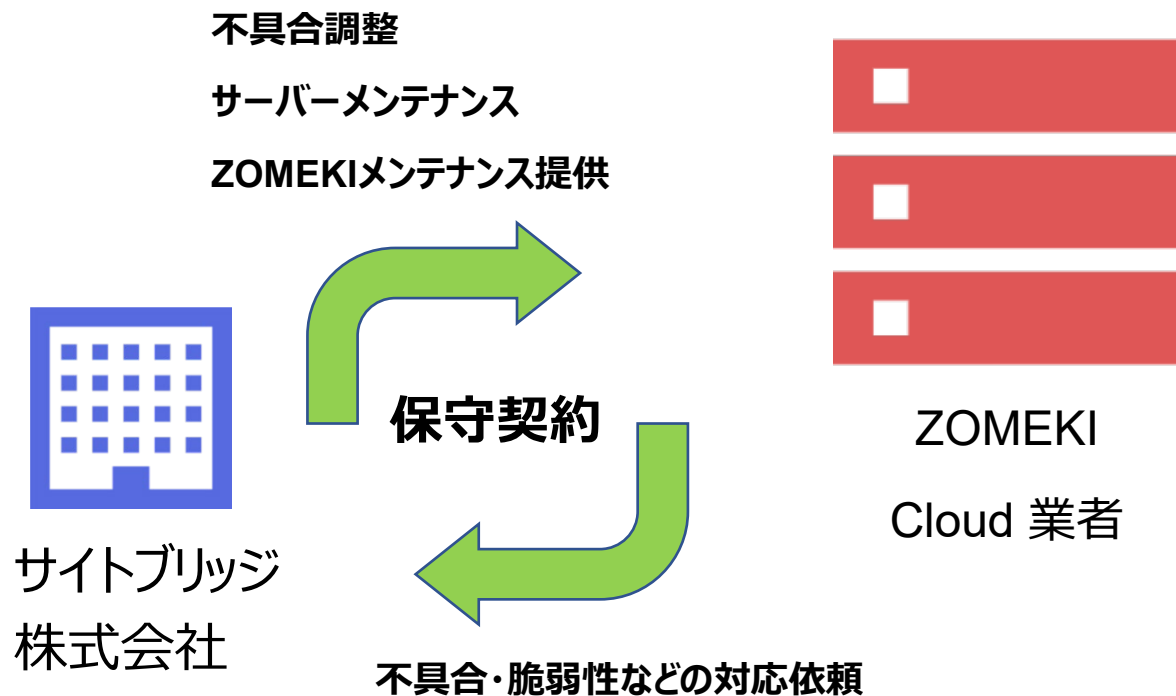 不具合調整
サーバーメンテナンス
ZOMEKIメンテナンス提供
保守契約
ZOMEKI
Cloud 業者
サイトブリッジ
株式会社
不具合・脆弱性などの対応依頼